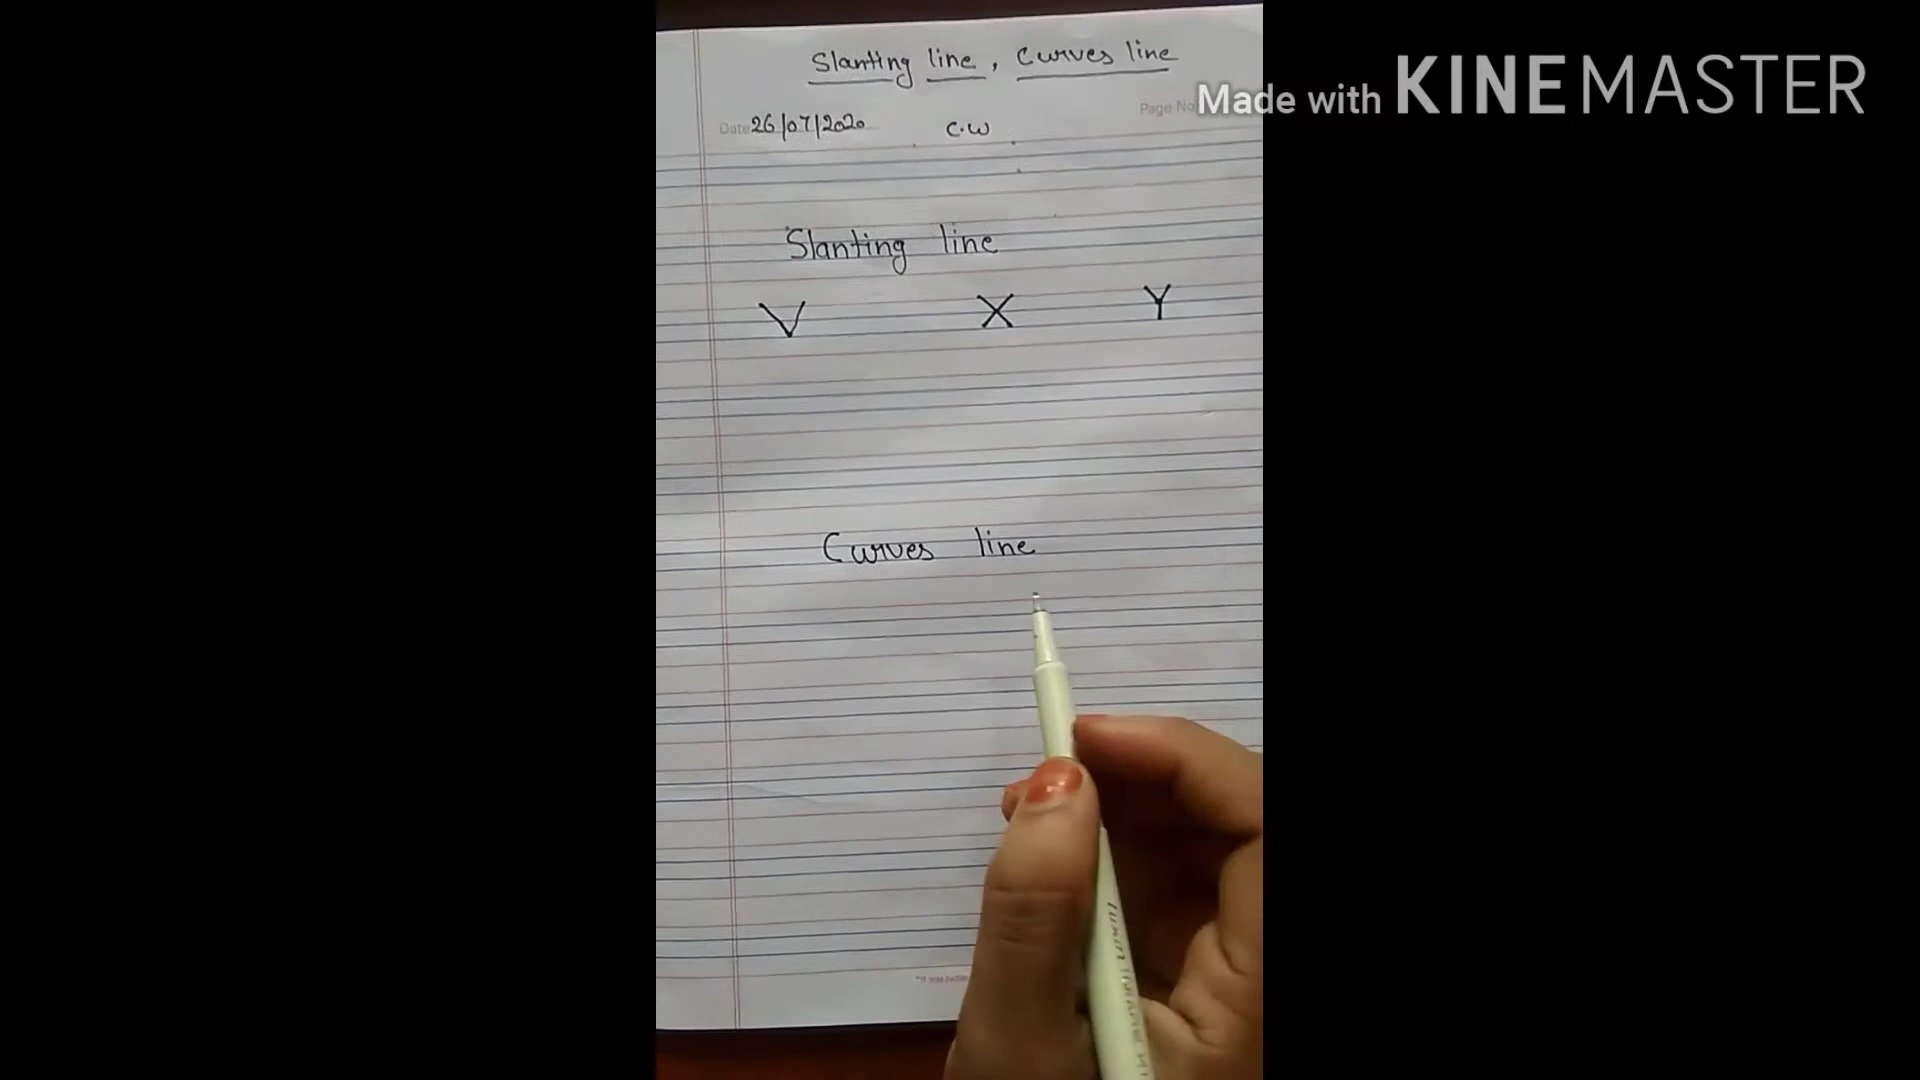 Slanting line, Curves line
Made with KINEMASTER
Page No
Date 26/07/2020 C.W
Slanting line
V X Y
Curves line